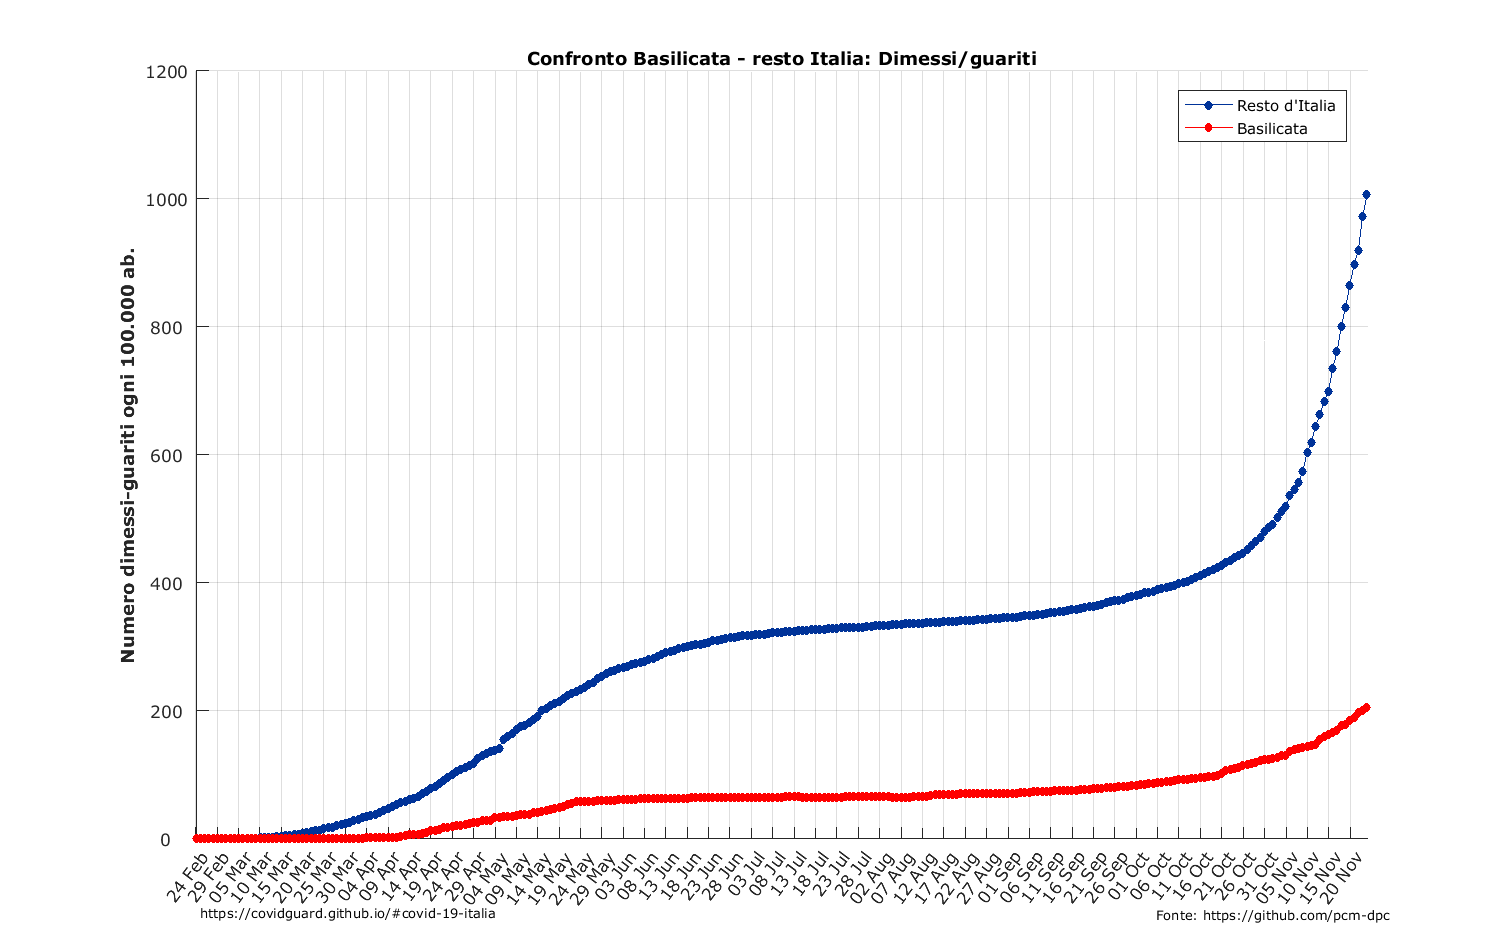 Confronto Basilicata - resto Italia: Dimessi/guariti
Resto d'Italia
Basilicata
Numero dimessi-guariti ogni 100.000 ab.
1200
1000
800
600
400
200
0
24 Feb
29 Feb
05 Mar
10 Mar
15 Mar
20 Mar
25 Mar
30 Mar
04 Apr
09 Apr
14 Apr
19 Apr
24 Apr
29 Apr
04 May
09 May
14 May
19 May
24 May
29 May
03 Jun
08 Jun
13 Jun
18 Jun
23 Jun
28 Jun
03 Jul
08 Jul
13 Jul
18 Jul
23 Jul
28 Jul
02 Aug
07 Aug
12 Aug
17 Aug
22 Aug
27 Aug
01 Sep
06 Sep
11 Sep
16 Sep
21 Sep
26 Sep
01 Oct
06 Oct
11 Oct
16 Oct
21 Oct
26 Oct
31 Oct
05 Nov
10 Nov
15 Nov
20 Nov
https://covidguard.github.io/#covid-19-italia
Fonte: https://github.com/pcm-dpc